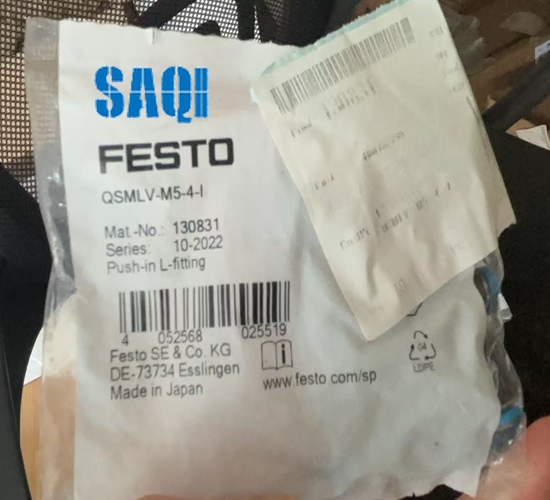 SAQI
FESTO
QSMLV-M5-4-I
Mat.-No.: 130831
Series: 10-2022
Push-in L-fitting
4 052568 025519
Festo SE & Co. KG
DE-73734 Esslingen
Made in Japan
www.festo.com/sp
04
LDPE